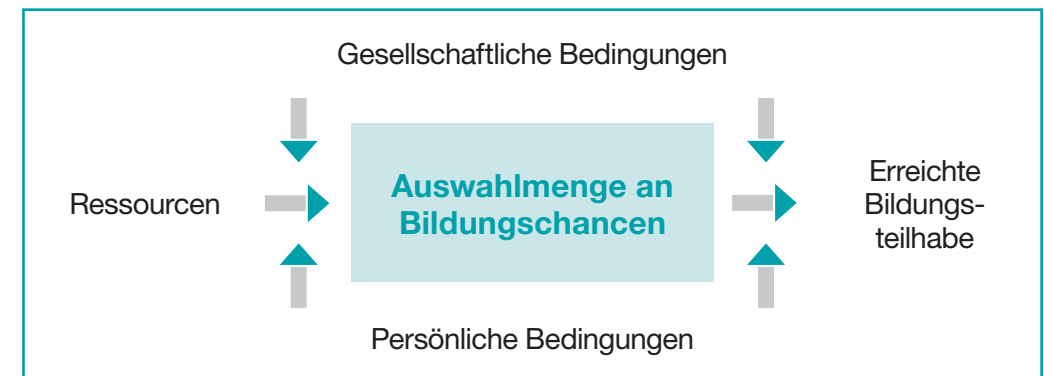 Gesellschaftliche Bedingungen
Ressourcen
Auswahlmenge an
Bildungschancen
Erreichte
Bildungs-
teilhabe
Persönliche Bedingungen